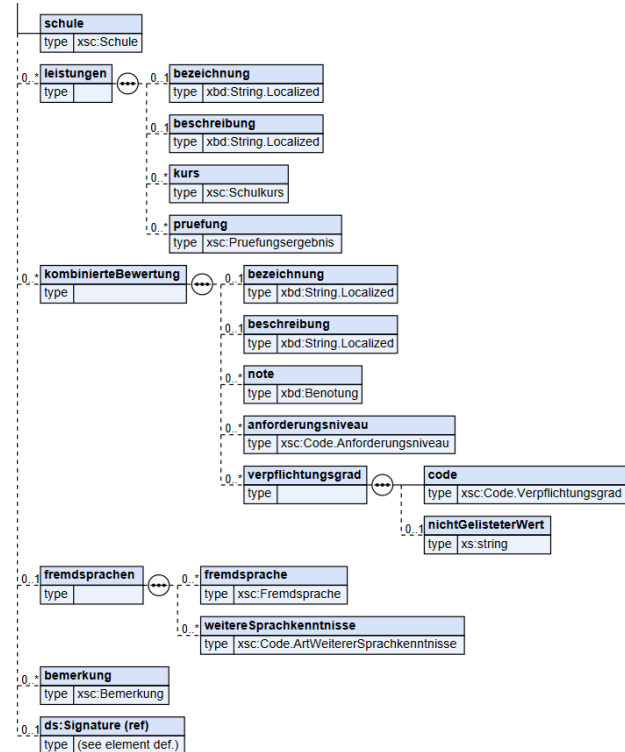 schule
type xsc:Schule
0..* leistungen
type
0..1 bezeichnung
type xbd:String.Localized
0..1 beschreibung
type xbd:String.Localized
0..* kurs
type xsc:Schulkurs
0..* pruefung
type xsc:Pruefungsergebnis
0..* kombinierteBewertung
type
0..1 bezeichnung
type xbd:String.Localized
0..1 beschreibung
type xbd:String.Localized
0..* note
type xbd:Benotung
0..* anforderungsniveau
type xsc:Code.Anforderungsniveau
0..* verpflichtungsgrad
type
code
type xsc:Code.Verpflichtungsgrad
0..1 nichtGelisteterWert
type xs:string
0..1 fremdsprachen
type
0..* fremdsprache
type xsc:Fremdsprache
0..* weitereSprachkenntnisse
type xsc:Code.ArtWeitererSprachkenntnisse
0..* bemerkung
type xsc:Bemerkung
0..1 ds:Signature (ref)
type (see element def.)